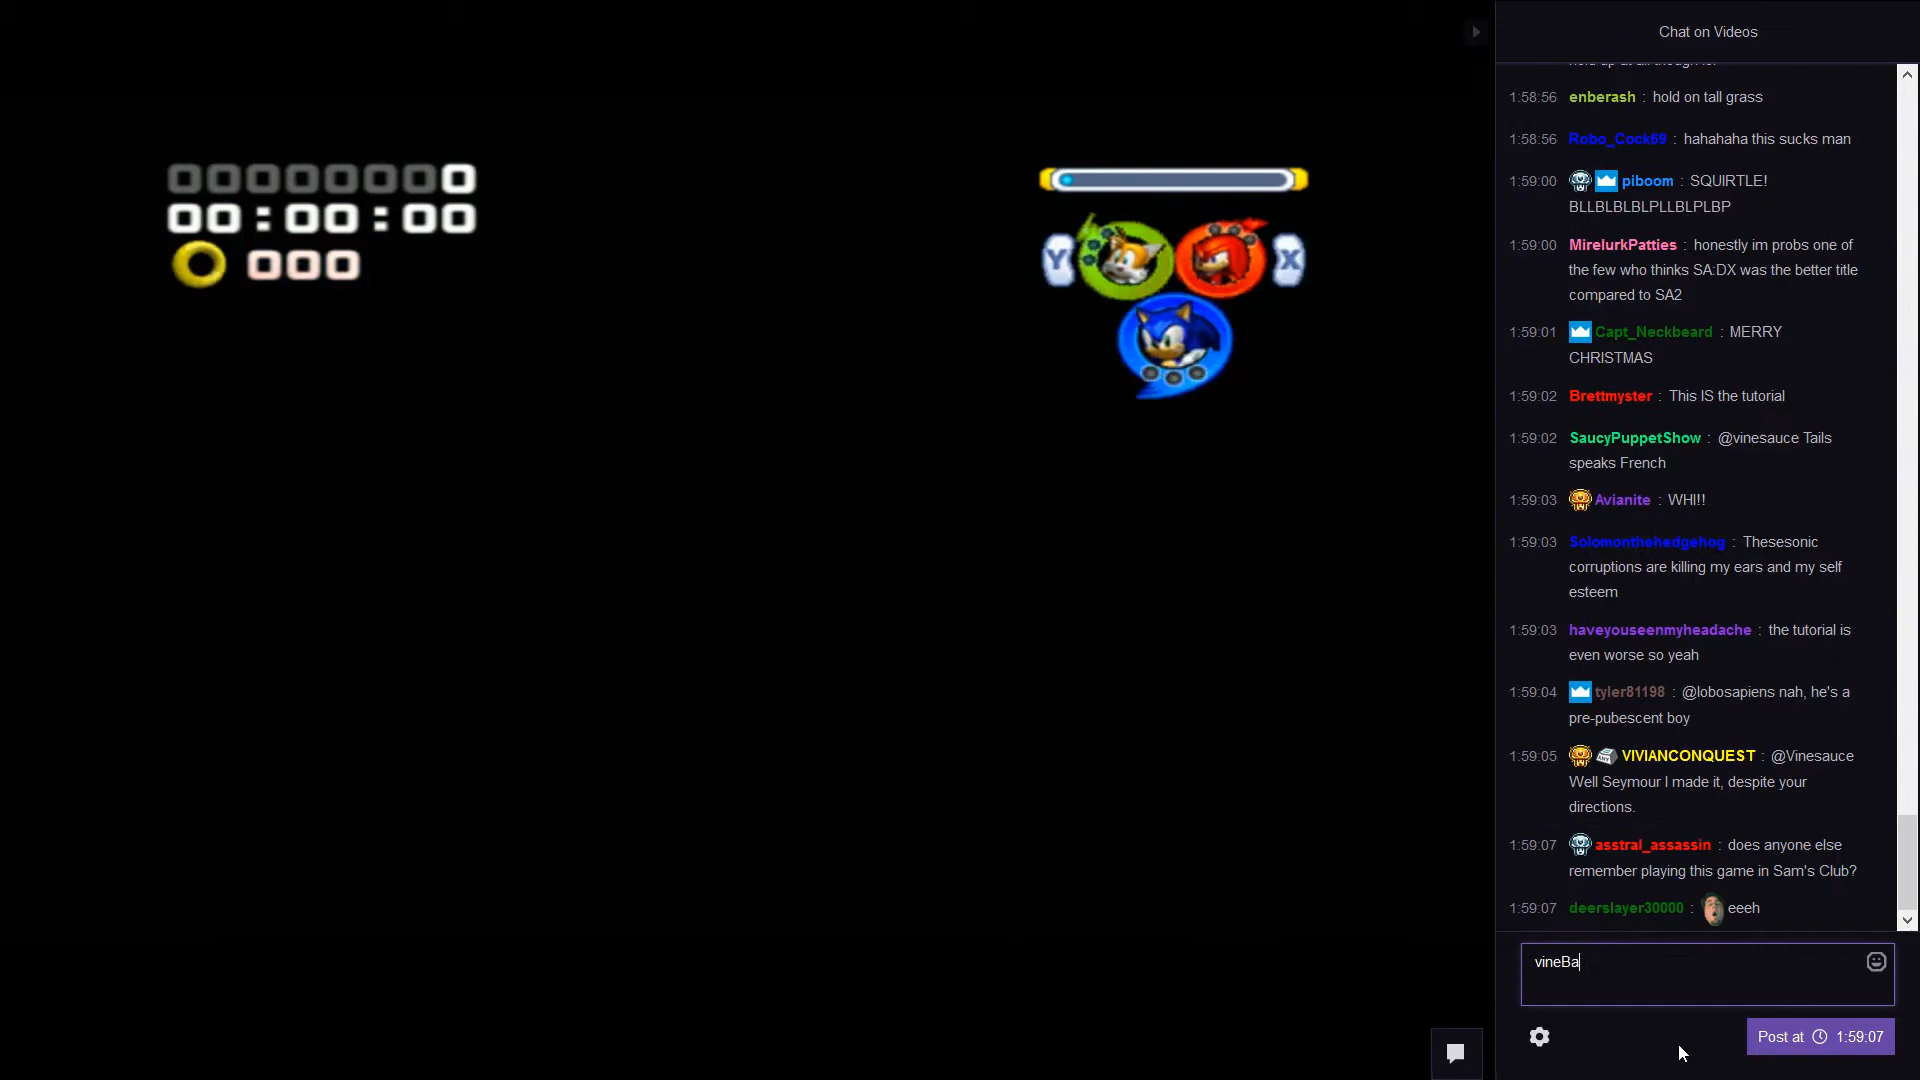 00000000
00:00:00
000
Y
X
Chat on Videos
1:58:56 enberash : hold on tall grass
1:58:56 Robo_Cock69 : hahahaha this sucks man
1:59:00 piboom : SQUIRTLE!
BLLBLBLBLPLLBLPLBP
1:59:00 MirelurkPatties : honestly im probs one of
the few who thinks SA:DX was the better title
compared to SA2
1:59:01 Capt_Neckbeard : MERRY
CHRISTMAS
1:59:02 Brettmyster : This IS the tutorial
1:59:02 SaucyPuppetShow : @vinesauce Tails
speaks French
1:59:03 Avianite : WHI!!
1:59:03 Solomonthehedgehog : Thesesonic
corruptions are killing my ears and my self
esteem
1:59:03 haveyouseenmyheadache : the tutorial is
even worse so yeah
1:59:04 tyler81198 : @lobosapiens nah, he's a
pre-pubescent boy
1:59:05 VIVIANCONQUEST : @Vinesauce
Well Seymour I made it, despite your
directions.
1:59:07 asstral_assassin : does anyone else
remember playing this game in Sam's Club?
1:59:07 deerslayer30000 : eeeh
vineBa
Post at 1:59:07